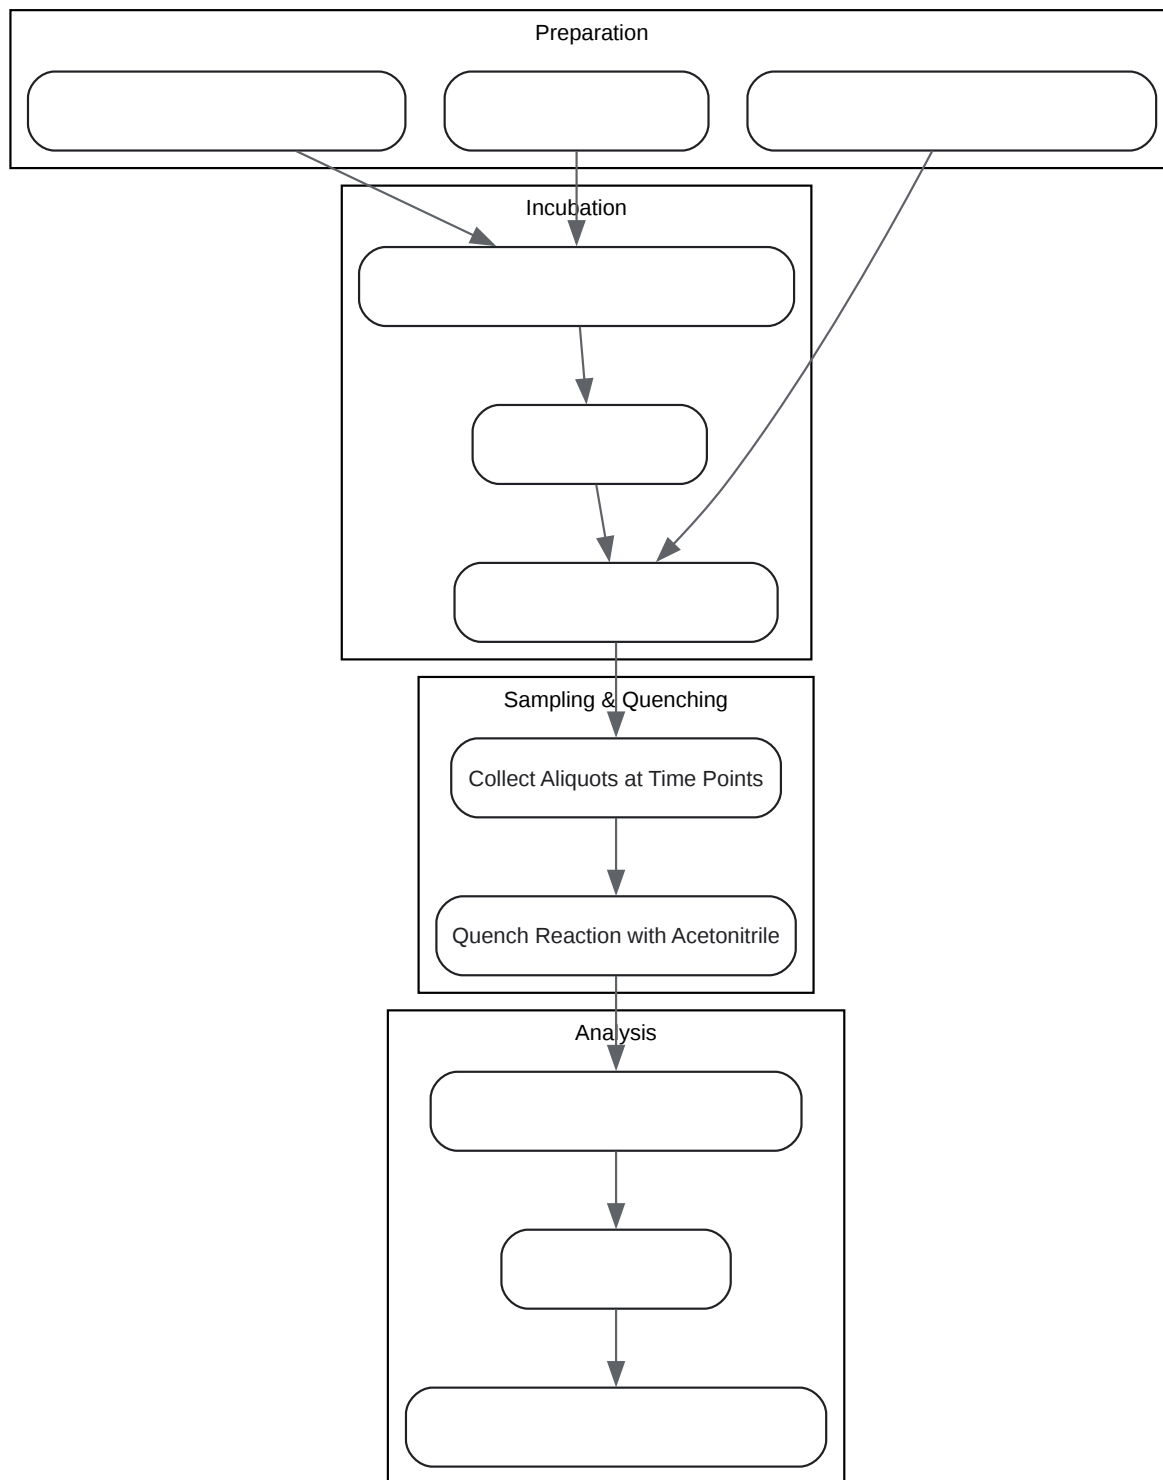 Preparation
Incubation
Sampling & Quenching
Collect Aliquots at Time Points
Quench Reaction with Acetonitrile
Analysis